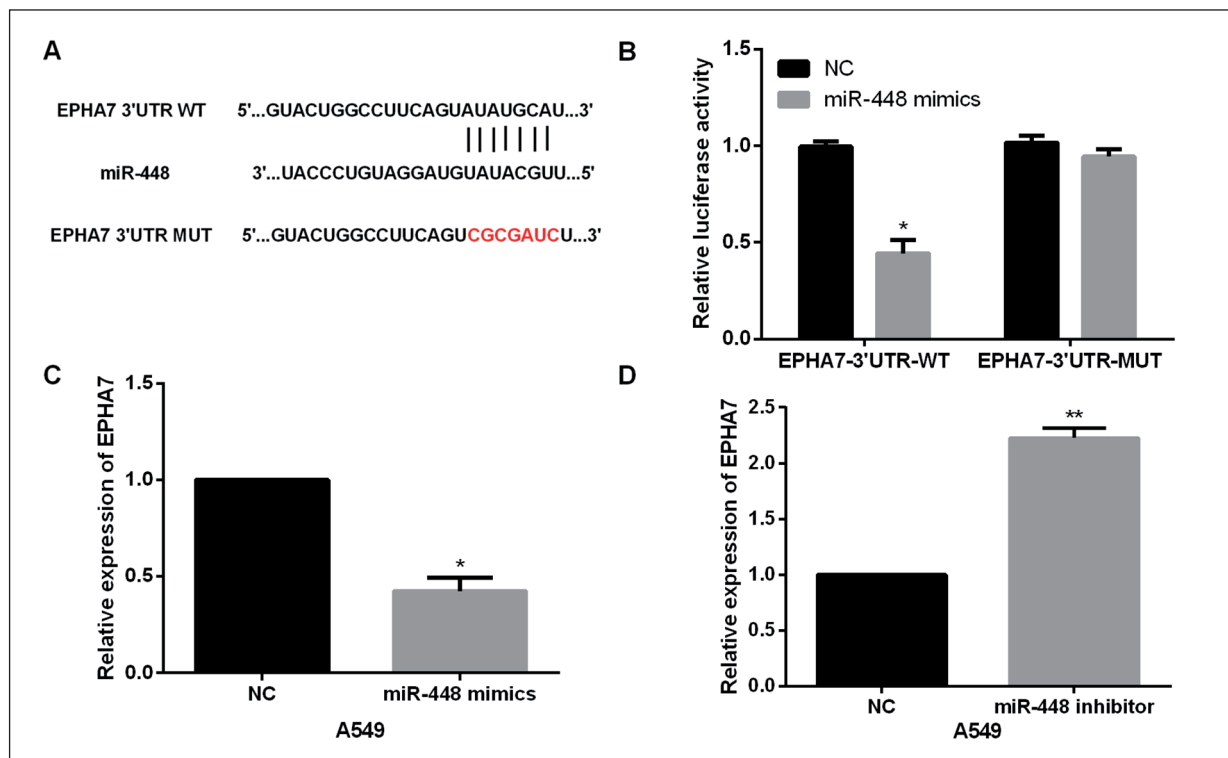 A
EPHA7 3'UTR WT 5'...GUACUGGCCUUCAGUAUAUGCAU...3'
miR-448 3'...UACCCUGUAGGAUGUAUACGUU...5'
EPHA7 3'UTR MUT 5'...GUACUGGCCUUCAGUCGCGAUCU...3'
B
Relative luciferase activity
1.5
1.0
0.5
0.0
NC
miR-448 mimics
*
EPHA7-3'UTR-WT EPHA7-3'UTR-MUT
C
Relative expression of EPHA7
1.5
1.0
0.5
0.0
*
NC miR-448 mimics
A549
D
Relative expression of EPHA7
2.5
2.0
1.5
1.0
0.5
0.0
**
NC miR-448 inhibitor
A549